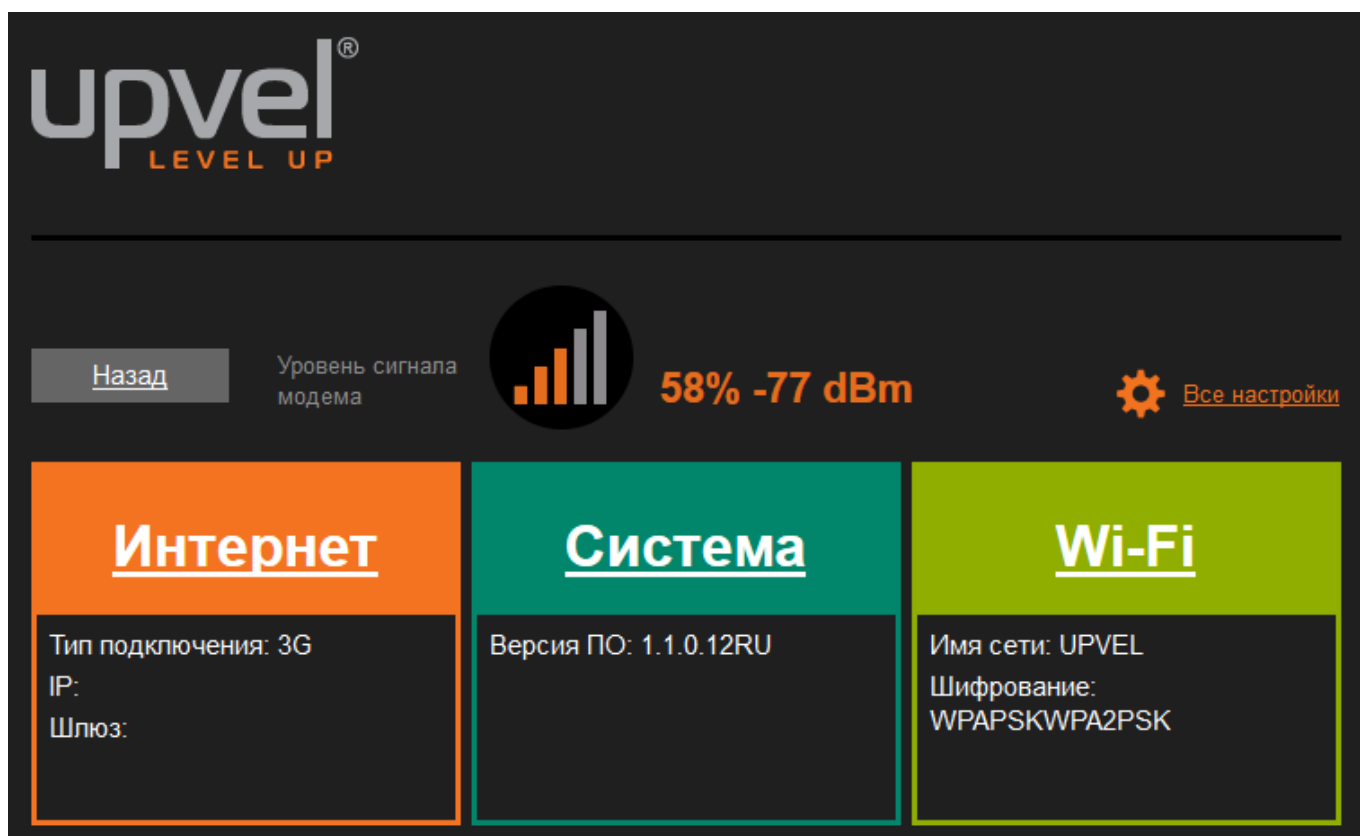 upvel®
LEVEL UP
Назад
Уровень сигнала
модема
58% -77 dBm
Все настройки
Интернет
Тип подключения: 3G
IP:
Шлюз:
Система
Версия ПО: 1.1.0.12RU
Wi-Fi
Имя сети: UPVEL
Шифрование:
WPAPSKWPA2PSK